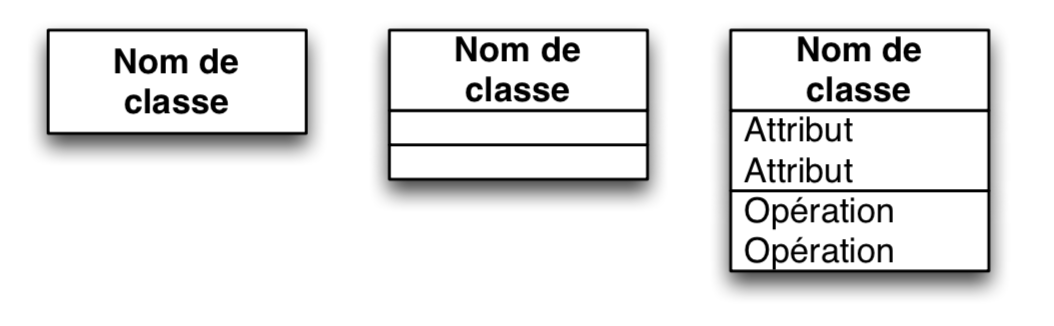 Nom de
classe
Nom de
classe
Nom de
classe
Attribut
Attribut
Opération
Opération